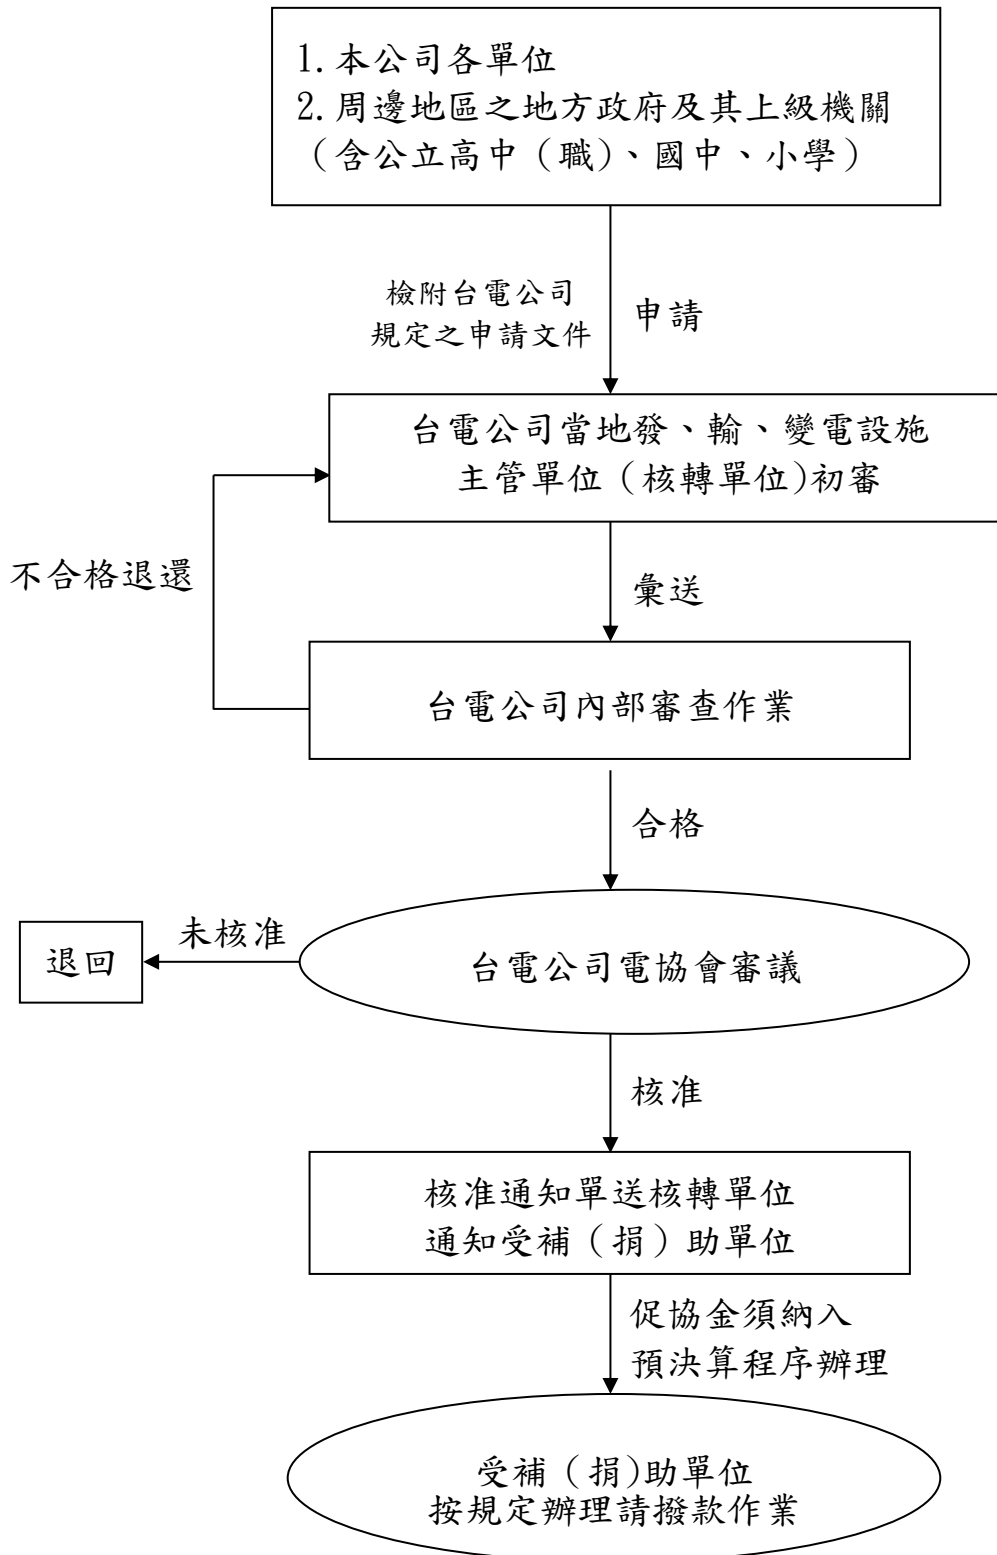 1. 本公司各單位
2. 周邊地區之地方政府及其上級機關
（含公立高中（職）、國中、小學）
檢附台電公司
規定之申請文件
申請
台電公司當地發、輸、變電設施
主管單位（核轉單位)初審
不合格退還
彙送
台電公司內部審查作業
合格
未核准
退回
台電公司電協會審議
核准
核准通知單送核轉單位
通知受補（捐）助單位
促協金須納入
預決算程序辦理
受補（捐)助單位
按規定辦理請撥款作業